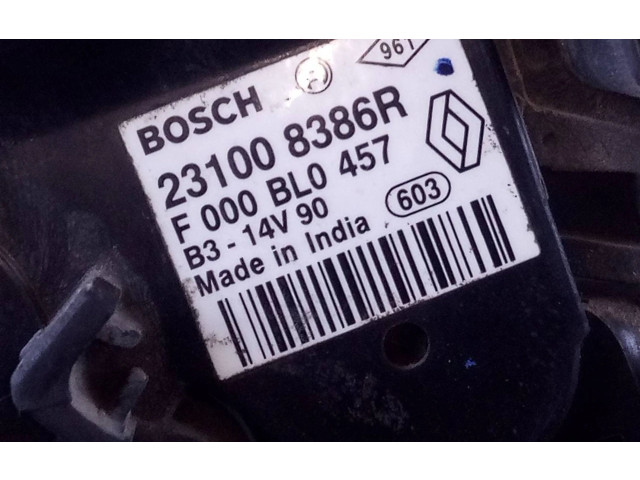 961
BOSCH
23100 8386R
F 000 BL0 457
B3 - 14V 90
603
Made in India